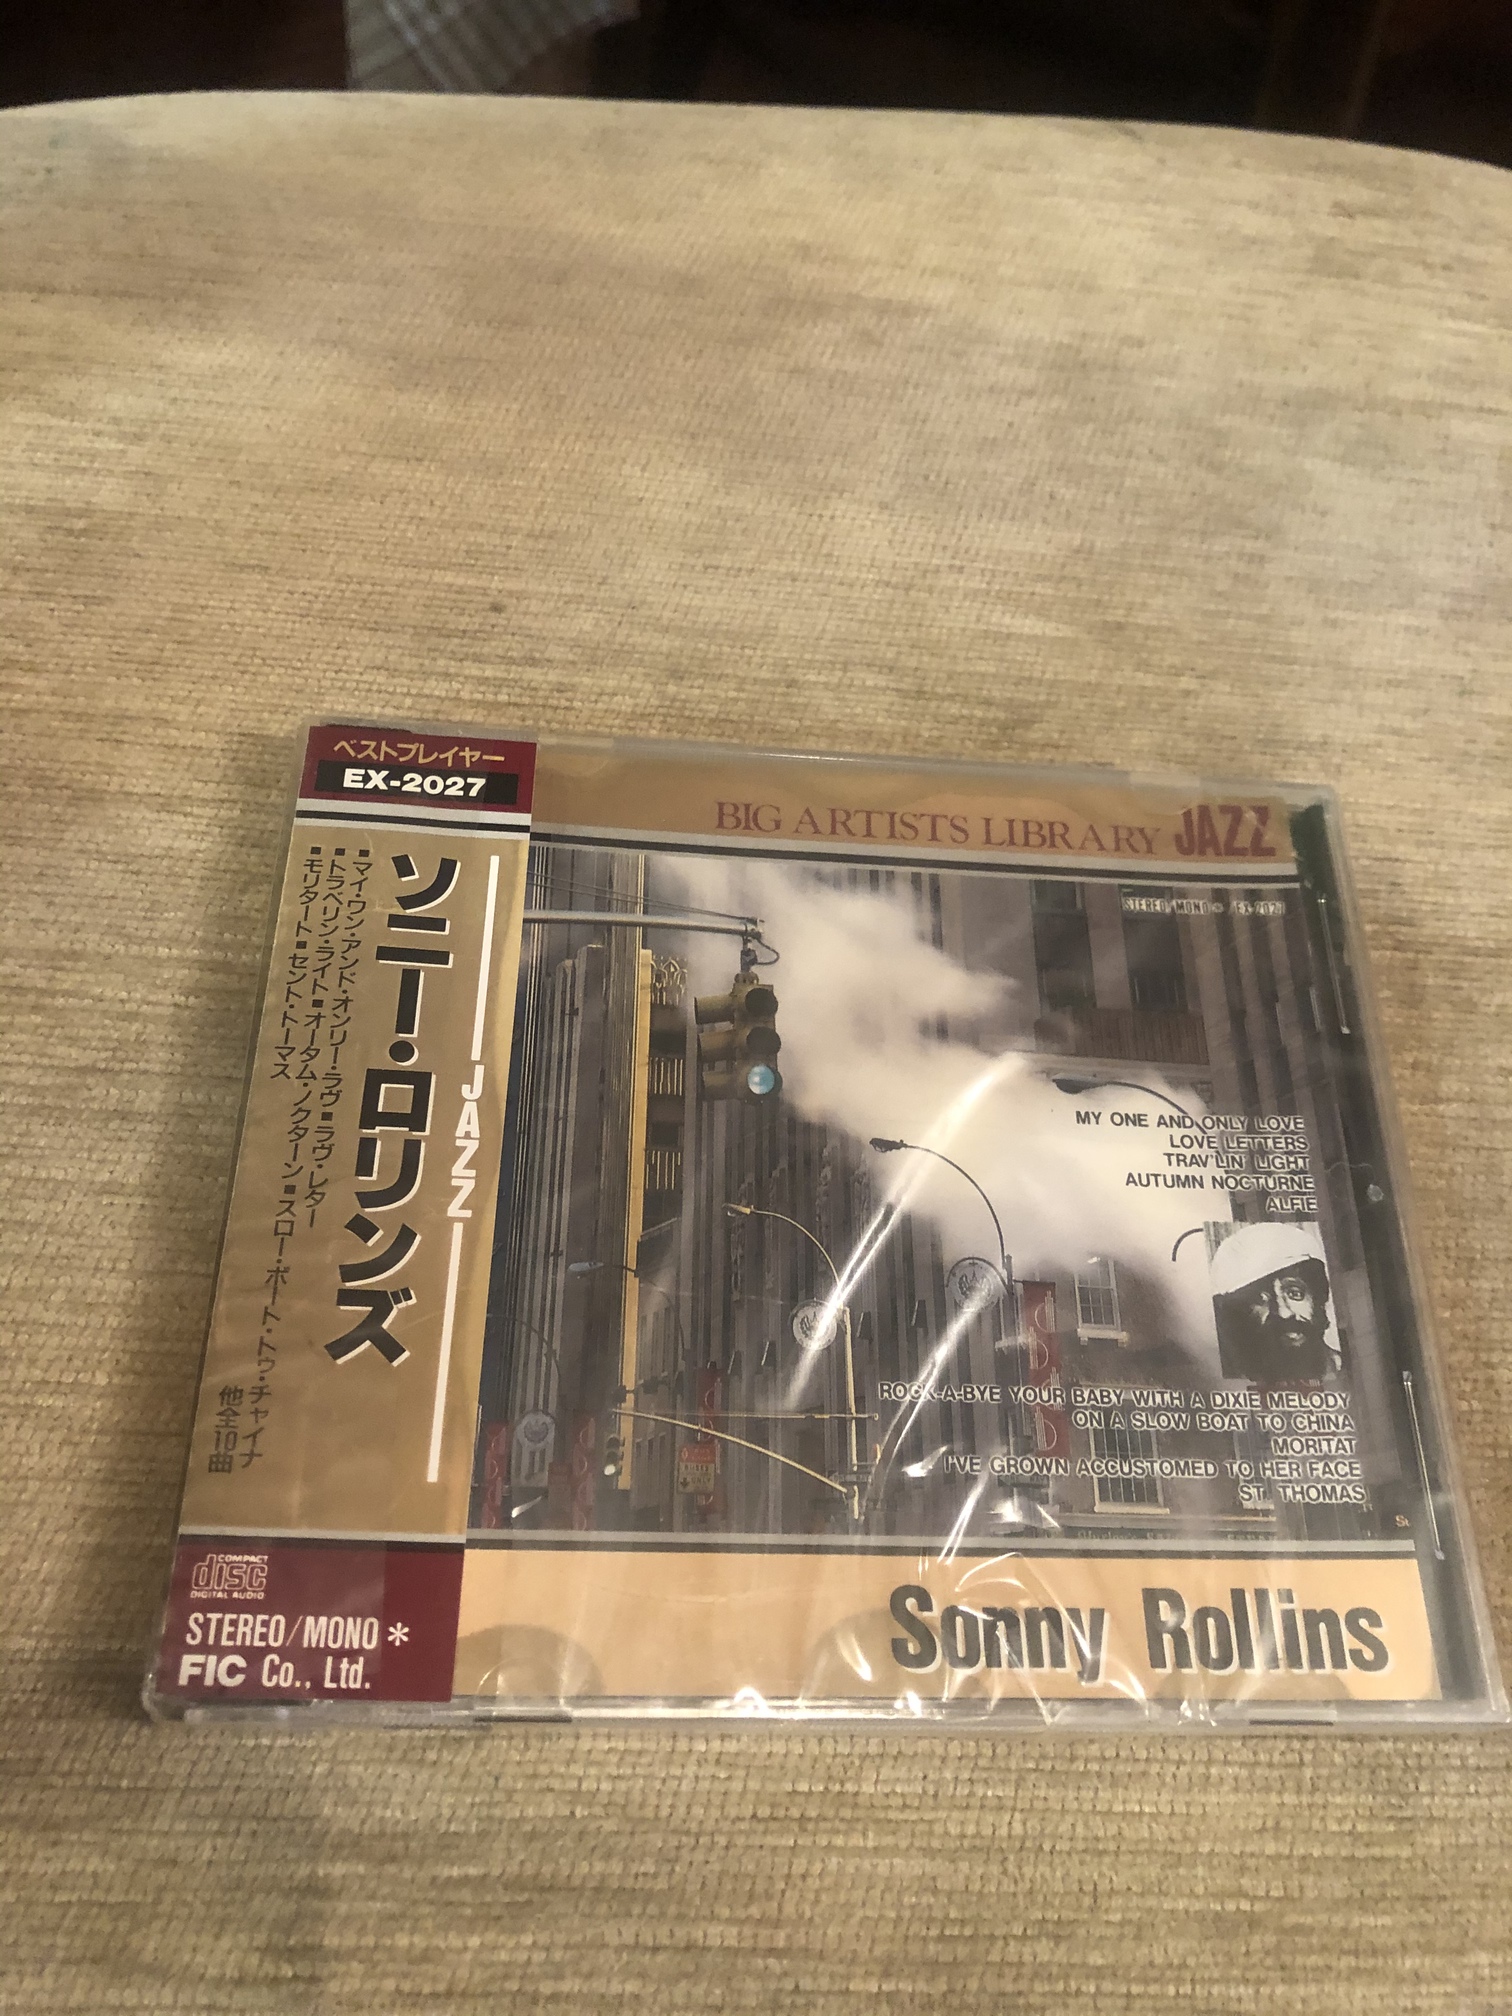 ベストプレイヤー
EX-2027
ソニー・ロリンズ
JAZZ
■マイ・ワン・アンド・オンリー・ラヴ■ラヴ・レター
■トラベリン・ライト■オータム・ノクターン■スロー・ボート・トゥ・チャイナ
■モリタート■セント・トーマス
他全10曲
COMPACT
disc
DIGITAL AUDIO
STEREO/MONO*
FIC Co., Ltd.
BIG ARTISTS LIBRARY JAZZ
STEREO/MONO* /EX-2027
MY ONE AND ONLY LOVE
LOVE LETTERS
TRAV'LIN' LIGHT
AUTUMN NOCTURNE
ALFIE
ROCK-A-BYE YOUR BABY WITH A DIXIE MELODY
ON A SLOW BOAT TO CHINA
MORITAT
I'VE GROWN ACCUSTOMED TO HER FACE
ST. THOMAS
Sonny Rollins